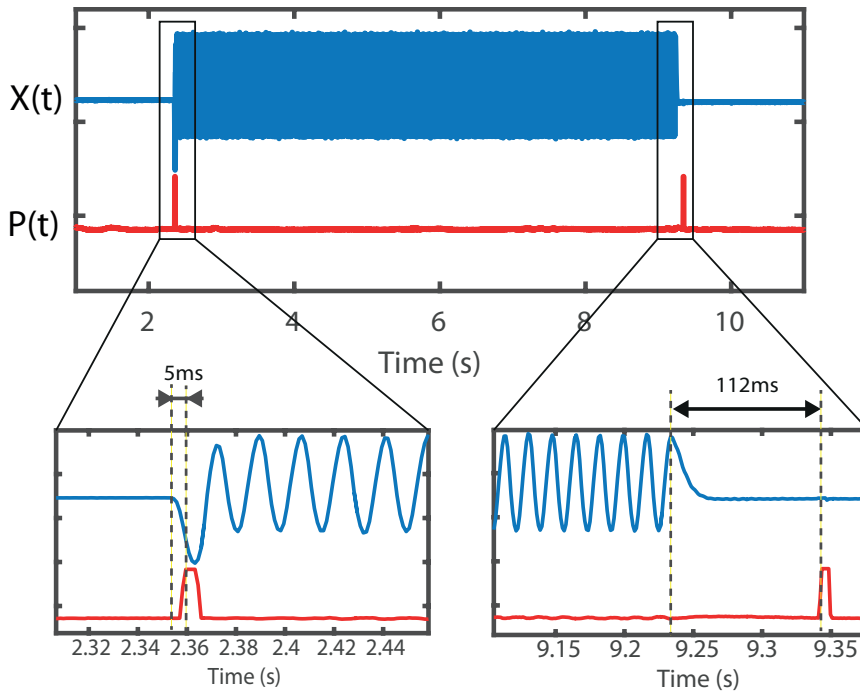 X(t)
P(t)
2 4 6 8 10
Time (s)
5ms
112ms
2.32 2.34 2.36 2.38 2.4 2.42 2.44
Time (s)
9.15 9.2 9.25 9.3 9.35
Time (s)